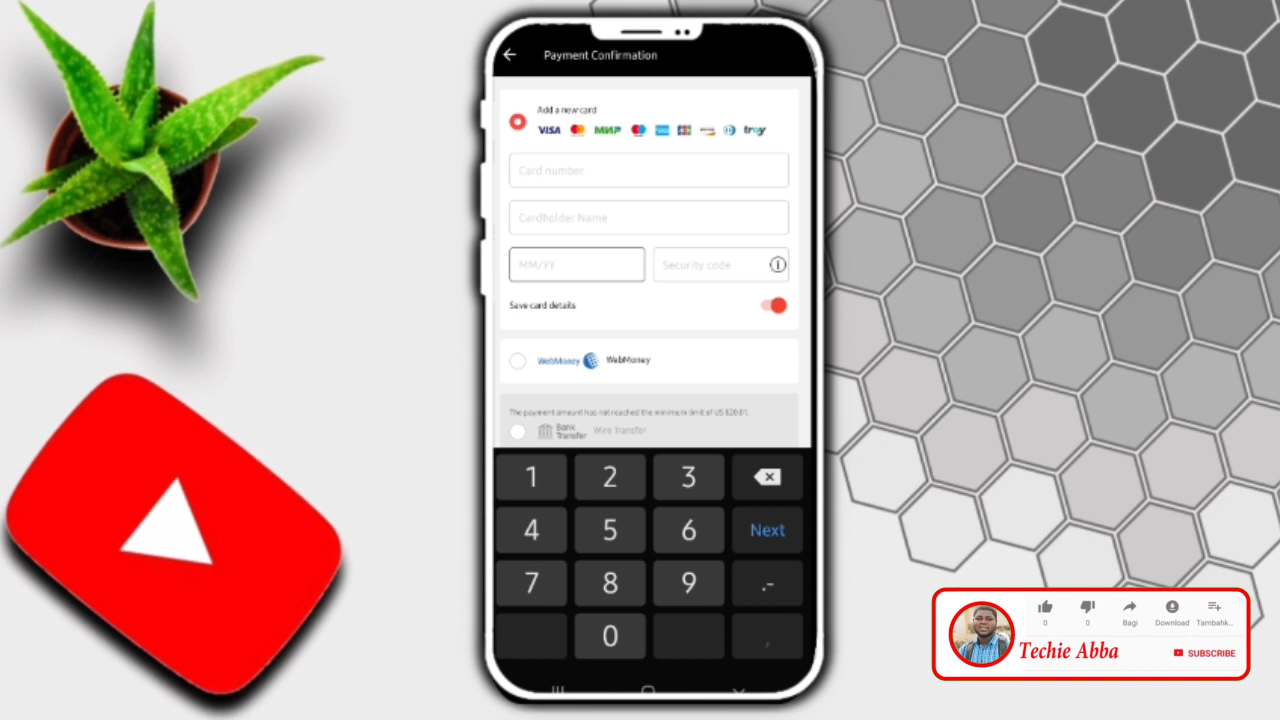 Payment Confirmation
Add a new card
VISA МИР troy
Card number
Cardholder Name
MM/YY Security code
Save card details
WebMoney WebMoney
The payment amount has not reached the minimum limit of US $20.01.
Bank Transfer Wire Transfer
1 2 3
4 5 6 Next
7 8 9 .-
0 ,
0 0 Bagi Download Tambahk...
Techie Abba SUBSCRIBE